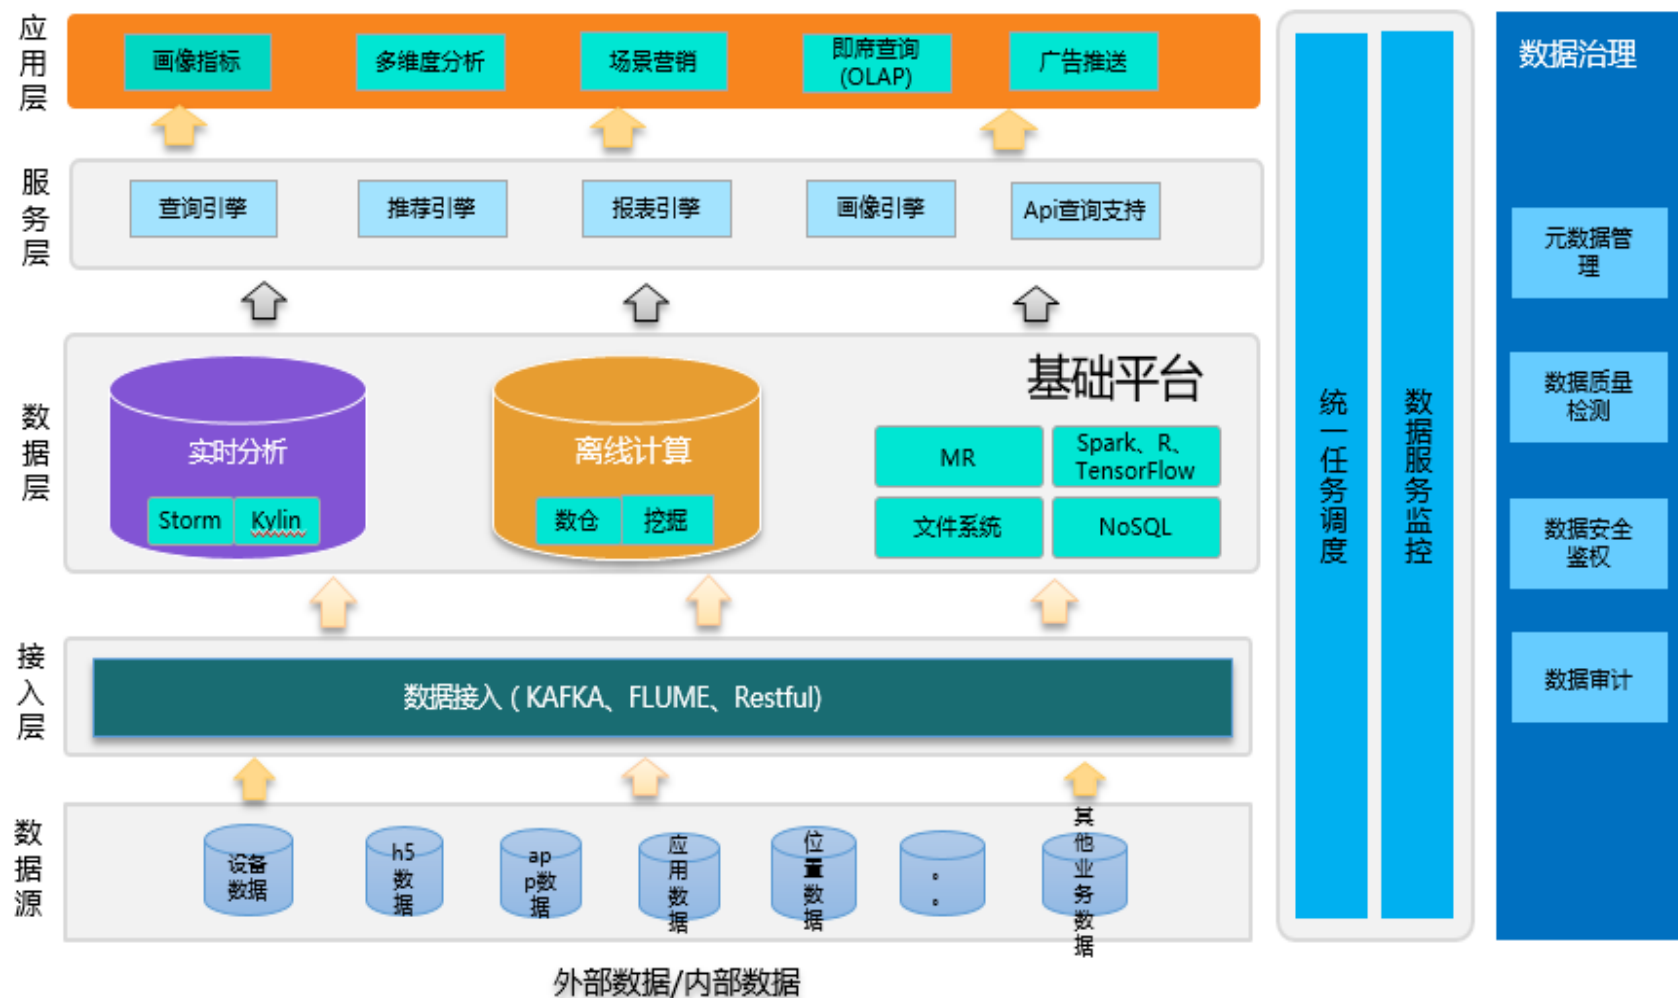 应
用
层
画像指标
多维度分析
场景营销
即席查询
(OLAP)
广告推送
服
务
层
查询引擎
推荐引擎
报表引擎
画像引擎
Api查询支持
数
据
层
实时分析
Storm
Kylin
离线计算
数仓
挖掘
基础平台
MR
Spark、R、
TensorFlow
文件系统
NoSQL
接
入
层
数据接入（KAFKA、FLUME、Restful)
数
据
源
设备
数据
h5
数
据
ap
p数
据
应
用
数
据
位
置
数
据
。
。
其
他
业
务
数
据
外部数据/内部数据
统
一
任
务
调
度
数
据
服
务
监
控
数据治理
元数据管
理
数据质量
检测
数据安全
鉴权
数据审计